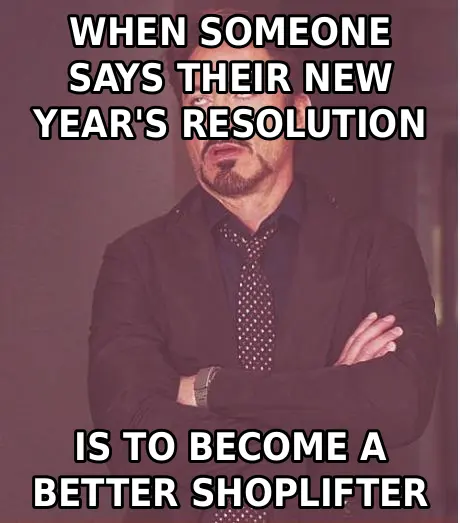 WHEN SOMEONE
SAYS THEIR NEW
YEAR'S RESOLUTION
IS TO BECOME A
BETTER SHOPLIFTER